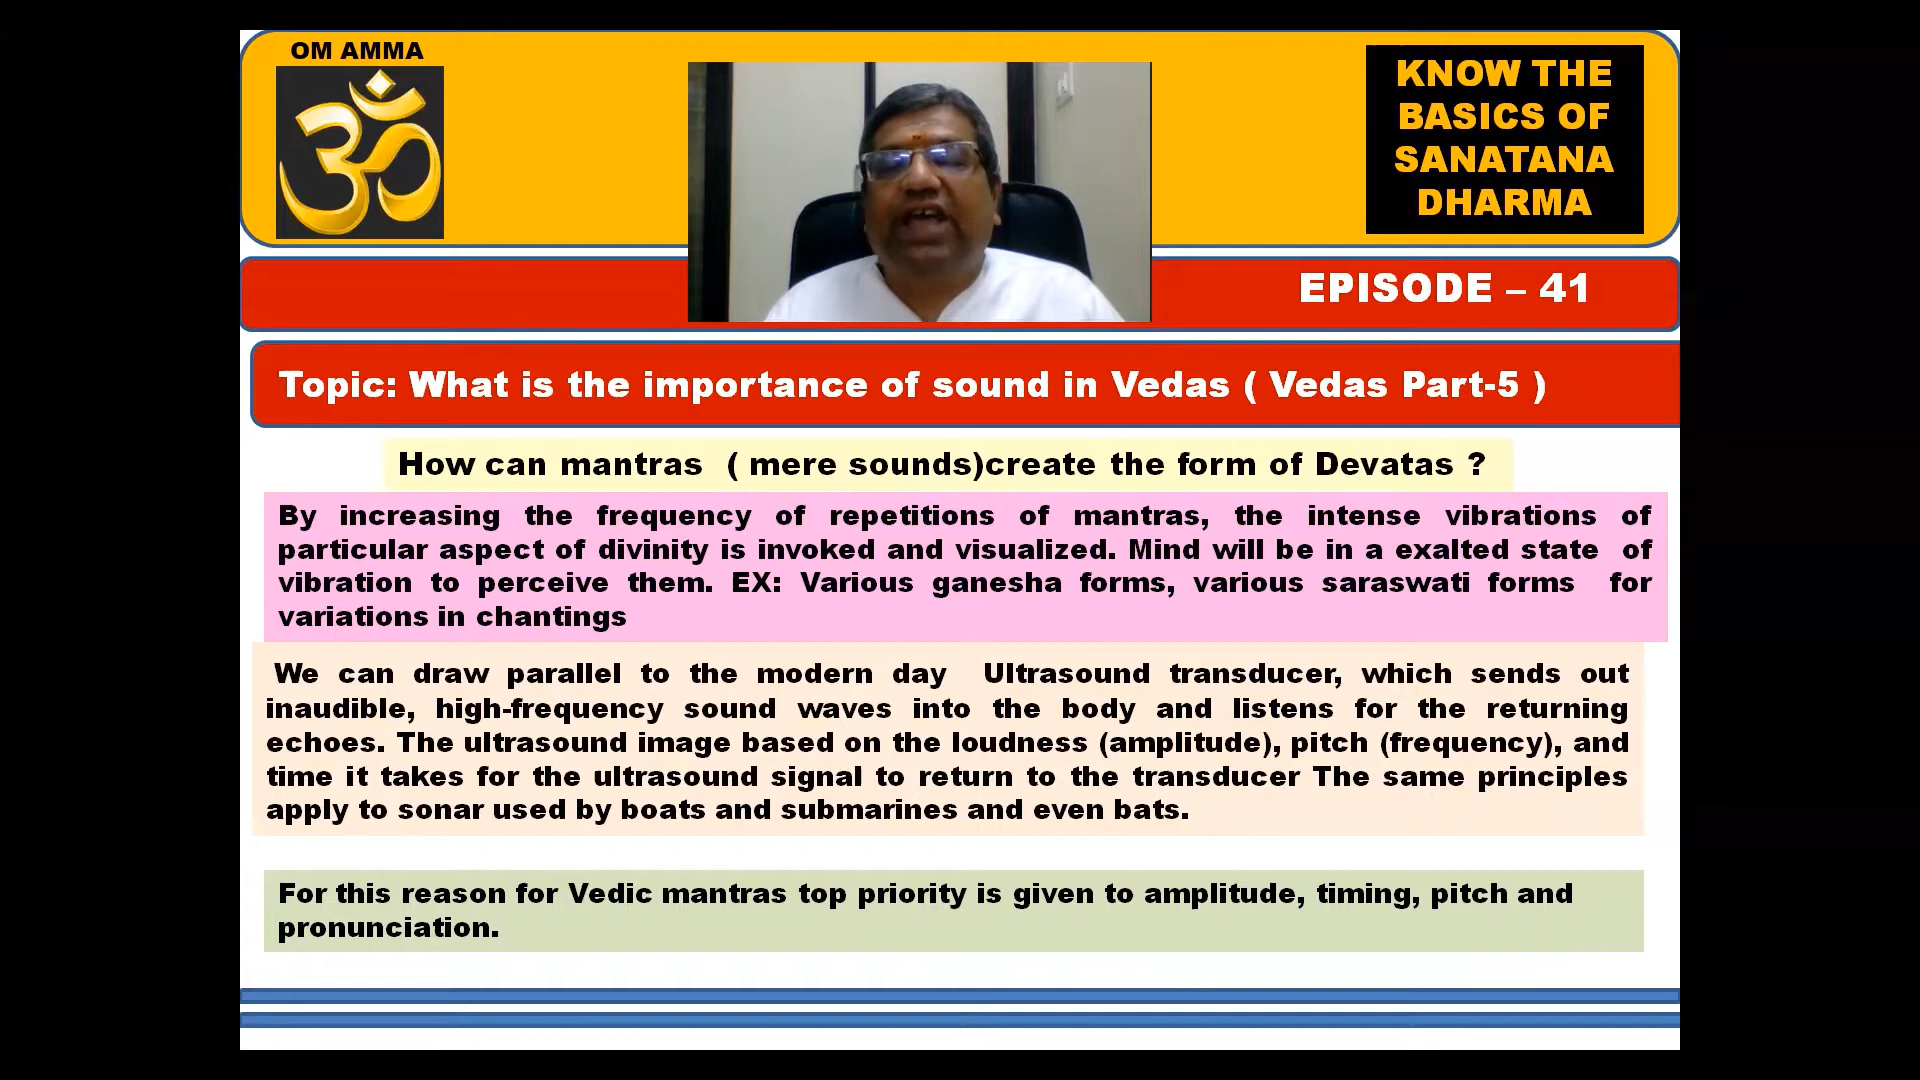 OM AMMA
KNOW THE
BASICS OF
SANATANA
DHARMA
EPISODE – 41
Topic: What is the importance of sound in Vedas ( Vedas Part-5 )
How can mantras ( mere sounds)create the form of Devatas ?
By increasing the frequency of repetitions of mantras, the intense vibrations of
particular aspect of divinity is invoked and visualized. Mind will be in a exalted state of
vibration to perceive them. EX: Various ganesha forms, various saraswati forms for
variations in chantings
We can draw parallel to the modern day Ultrasound transducer, which sends out
inaudible, high-frequency sound waves into the body and listens for the returning
echoes. The ultrasound image based on the loudness (amplitude), pitch (frequency), and
time it takes for the ultrasound signal to return to the transducer The same principles
apply to sonar used by boats and submarines and even bats.
For this reason for Vedic mantras top priority is given to amplitude, timing, pitch and
pronunciation.